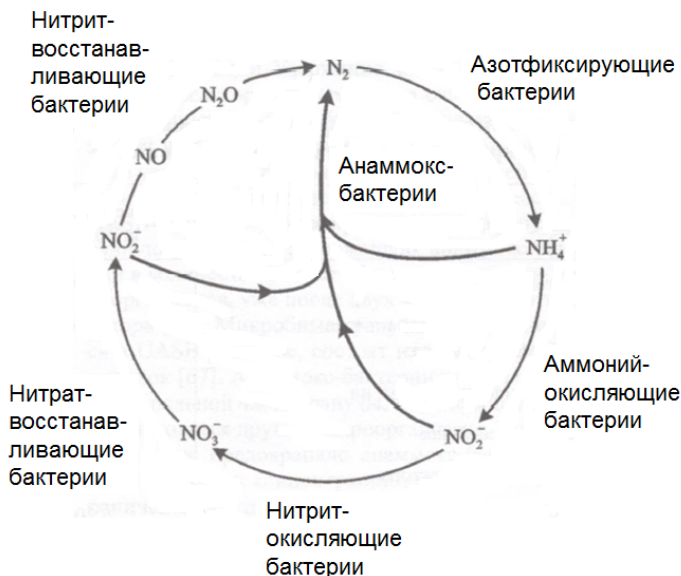 Нитрит-
восстанав-
ливающие
бактерии
N₂
Азотфиксирующие
бактерии
N₂O
NO
Анаммокс-
бактерии
NO₂⁻
NH₄⁺
Нитрат-
восстанав-
ливающие
бактерии
NO₃⁻
NO₂⁻
Аммоний-
окисляющие
бактерии
Нитрит-
окисляющие
бактерии